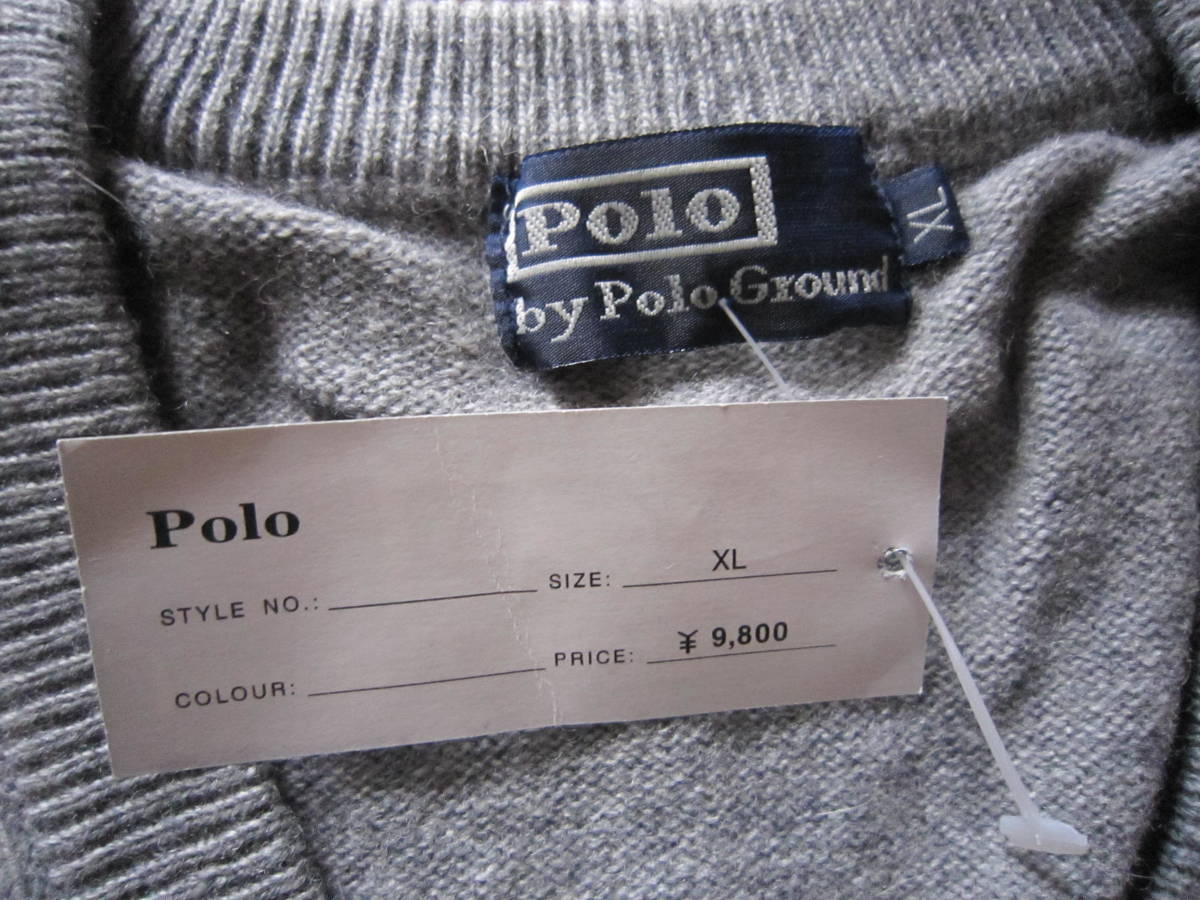 Polo
by Polo Ground
XL
Polo
STYLE NO.: SIZE: XL
COLOUR: PRICE: ¥ 9,800